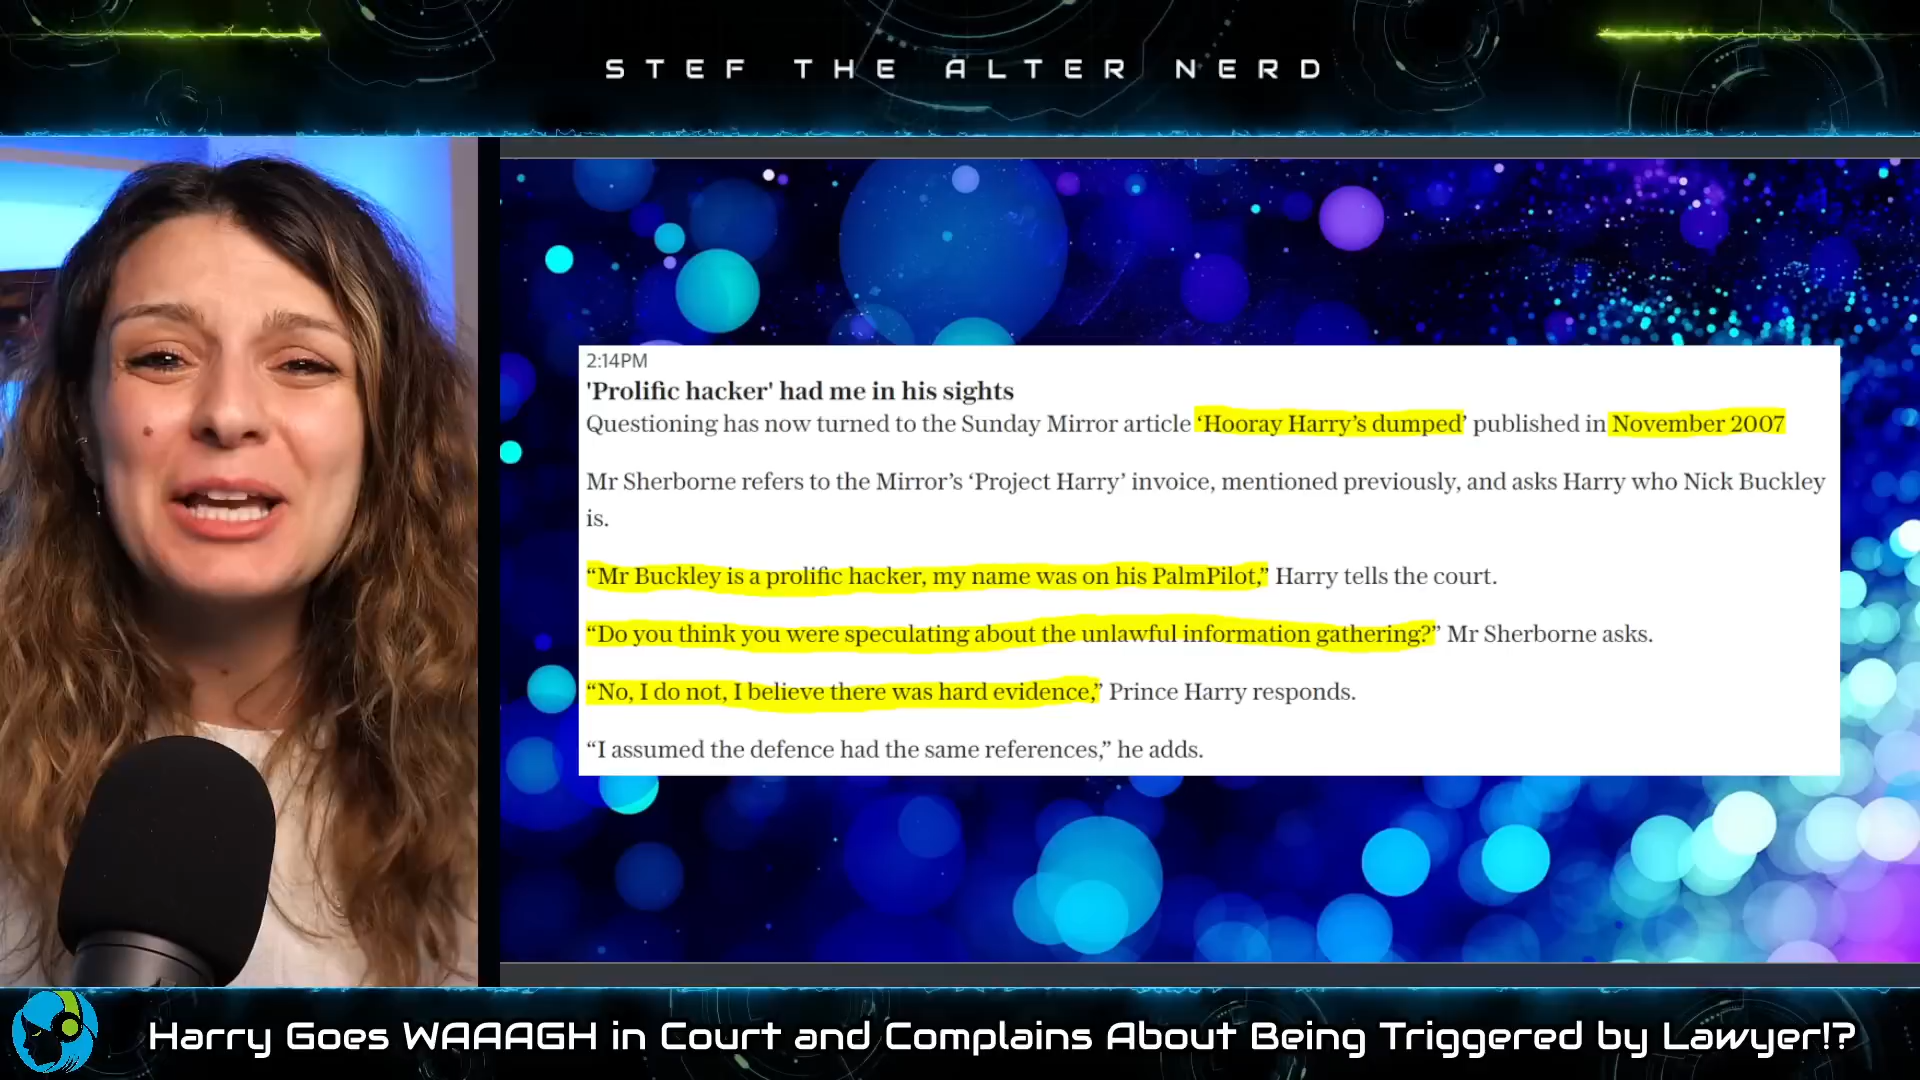 STEF THE ALTER NERD
2:14PM
'Prolific hacker' had me in his sights
Questioning has now turned to the Sunday Mirror article ‘Hooray Harry’s dumped’ published in November 2007
Mr Sherborne refers to the Mirror’s ‘Project Harry’ invoice, mentioned previously, and asks Harry who Nick Buckley
is.
“Mr Buckley is a prolific hacker, my name was on his PalmPilot,” Harry tells the court.
“Do you think you were speculating about the unlawful information gathering?” Mr Sherborne asks.
“No, I do not, I believe there was hard evidence,” Prince Harry responds.
“I assumed the defence had the same references,” he adds.
Harry Goes WAAAGH in Court and Complains About Being Triggered by Lawyer!?